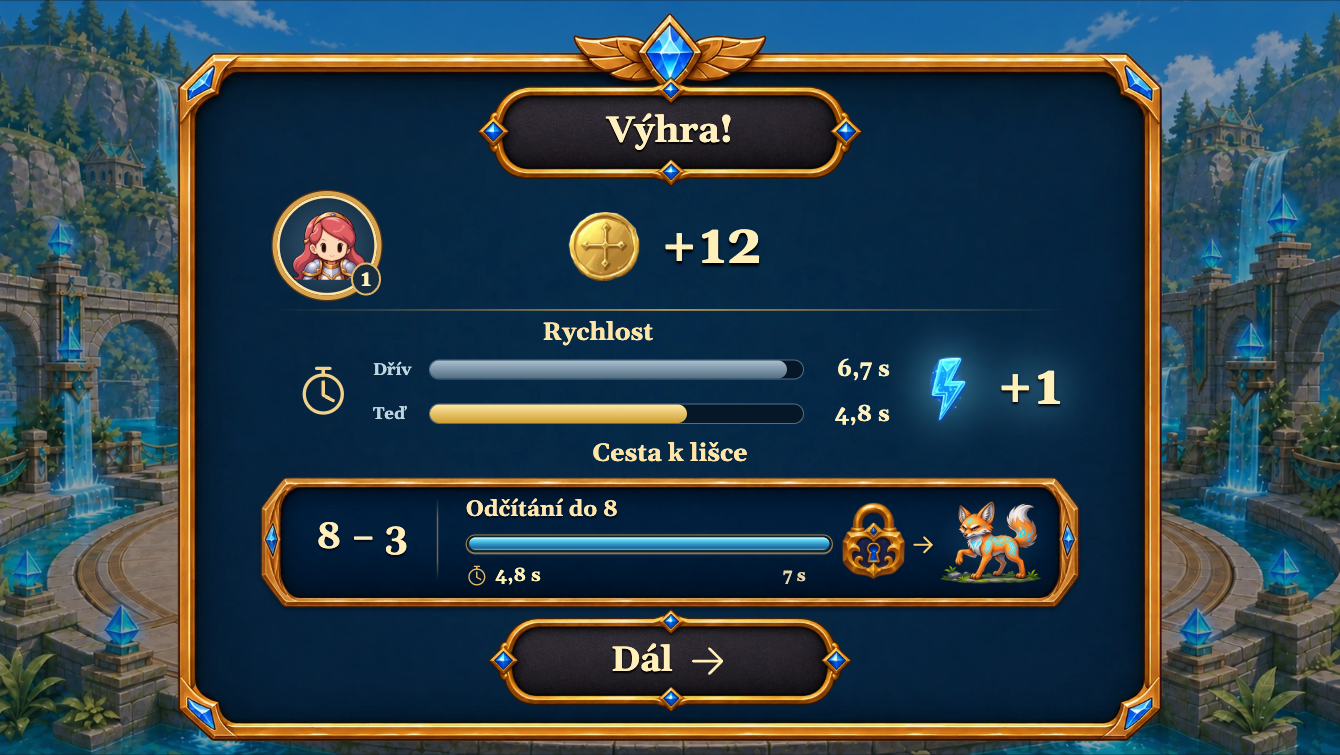 Výhra!
1
+12
Rychlost
Dřív 6,7 s
Teď 4,8 s
+1
Cesta k lišce
8 – 3
Odčítání do 8
4,8 s 7 s
Dál →